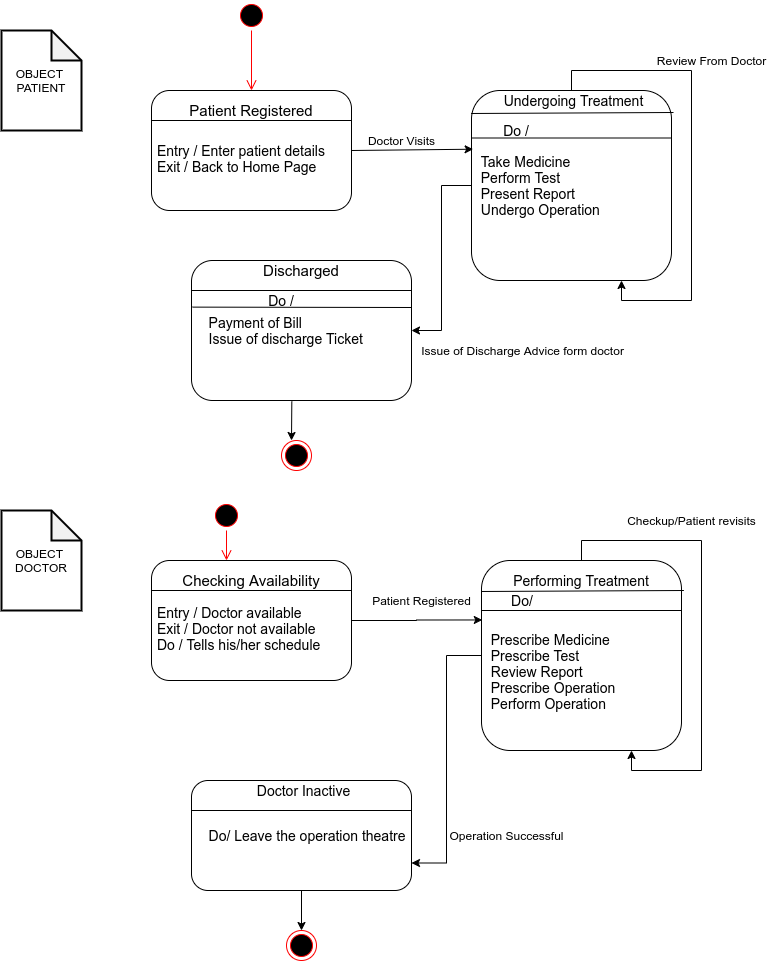 OBJECT
PATIENT
Patient Registered
Entry / Enter patient details
Exit / Back to Home Page
Doctor Visits
Review From Doctor
Undergoing Treatment
Do /
Take Medicine
Perform Test
Present Report
Undergo Operation
Discharged
Do /
Payment of Bill
Issue of discharge Ticket
Issue of Discharge Advice form doctor
OBJECT
DOCTOR
Checking Availability
Entry / Doctor available
Exit / Doctor not available
Do / Tells his/her schedule
Patient Registered
Checkup/Patient revisits
Performing Treatment
Do/
Prescribe Medicine
Prescribe Test
Review Report
Prescribe Operation
Perform Operation
Doctor Inactive
Do/ Leave the operation theatre
Operation Successful